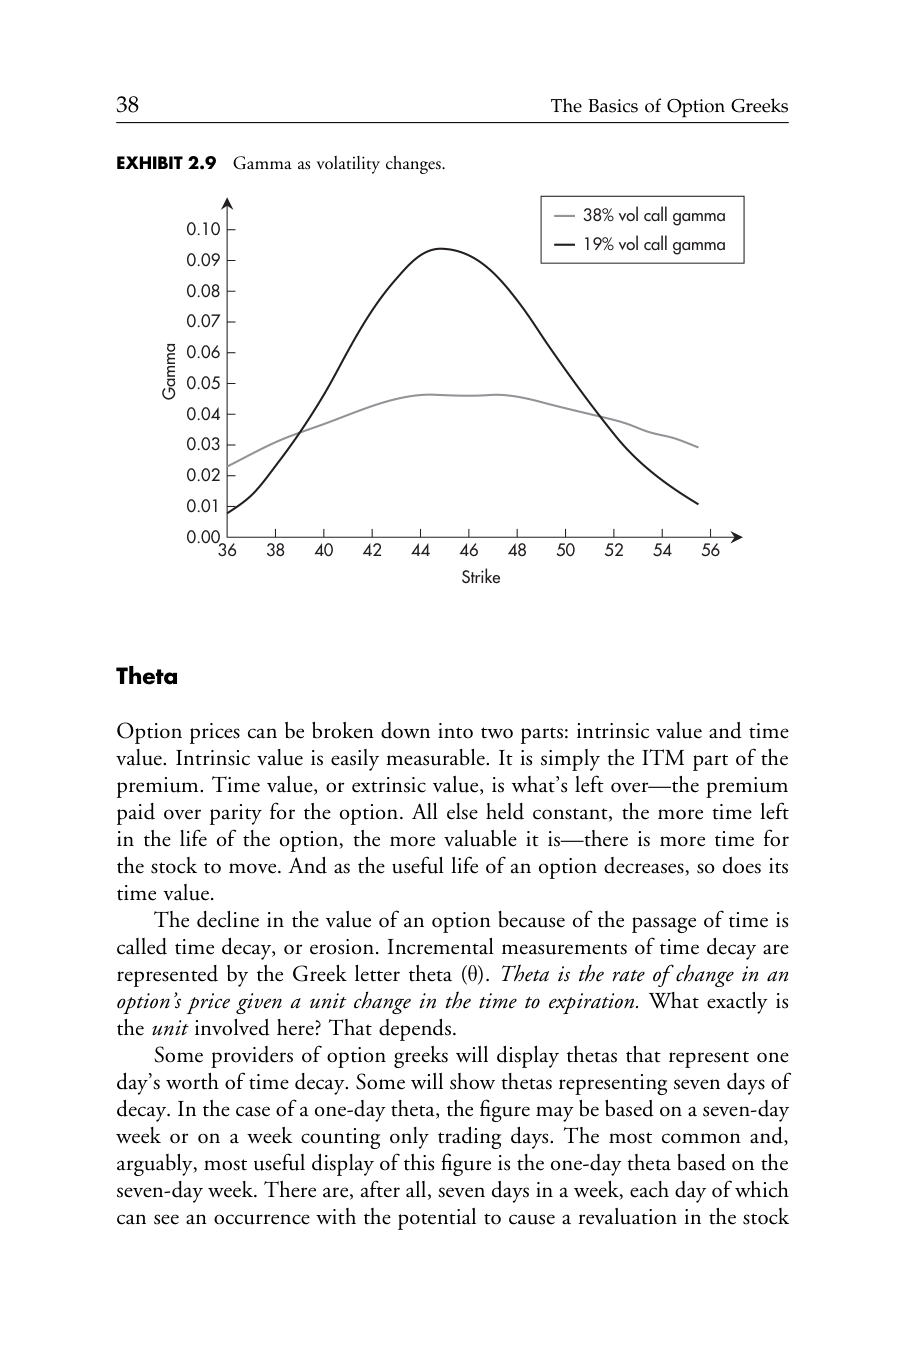 38
The Basics of Option Greeks
EXHIBIT 2.9 Gamma as volatility changes.
38% vol call gamma
19% vol call gamma
0.10
0.09
0.08
0.07
0.06
0.05
0.04
0.03
0.02
0.01
0.00
Gamma
36 38 40 42 44 46 48 50 52 54 56
Strike
Theta
Option prices can be broken down into two parts: intrinsic value and time
value. Intrinsic value is easily measurable. It is simply the ITM part of the
premium. Time value, or extrinsic value, is what’s left over—the premium
paid over parity for the option. All else held constant, the more time left
in the life of the option, the more valuable it is—there is more time for
the stock to move. And as the useful life of an option decreases, so does its
time value.
The decline in the value of an option because of the passage of time is
called time decay, or erosion. Incremental measurements of time decay are
represented by the Greek letter theta (θ). Theta is the rate of change in an
option’s price given a unit change in the time to expiration. What exactly is
the unit involved here? That depends.
Some providers of option greeks will display thetas that represent one
day’s worth of time decay. Some will show thetas representing seven days of
decay. In the case of a one-day theta, the figure may be based on a seven-day
week or on a week counting only trading days. The most common and,
arguably, most useful display of this figure is the one-day theta based on the
seven-day week. There are, after all, seven days in a week, each day of which
can see an occurrence with the potential to cause a revaluation in the stock